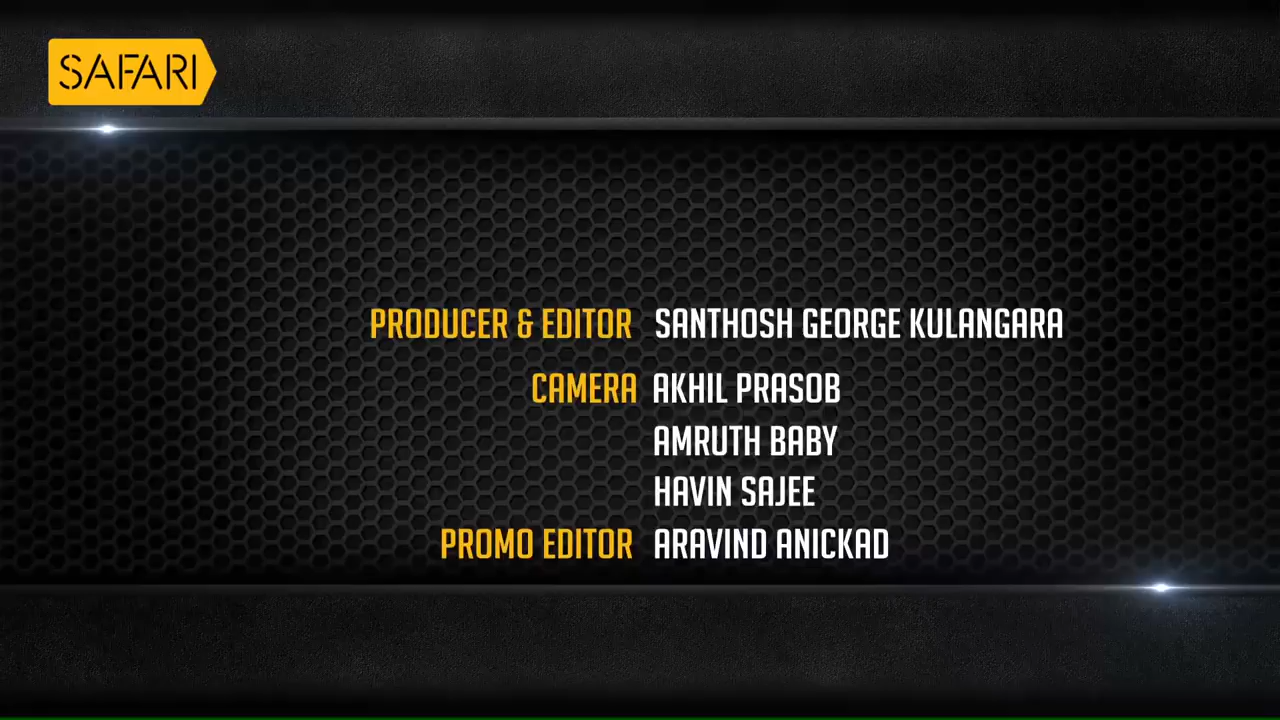 SAFARI
PRODUCER & EDITOR SANTHOSH GEORGE KULANGARA
CAMERA AKHIL PRASOB
AMRUTH BABY
HAVIN SAJEE
PROMO EDITOR ARAVIND ANICKAD